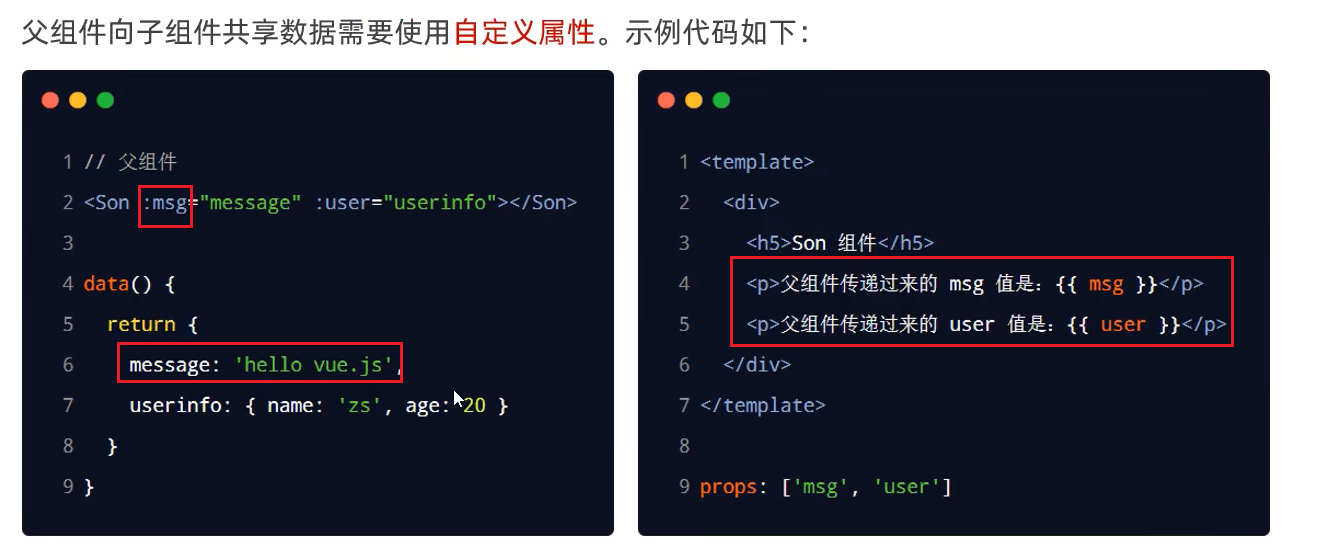 父组件向子组件共享数据需要使用自定义属性。示例代码如下：
1 // 父组件
2 <Son :msg="message" :user="userinfo"></Son>
3
4 data() {
5   return {
6     message: 'hello vue.js',
7     userinfo: { name: 'zs', age: 20 }
8   }
9 }
1 <template>
2   <div>
3     <h5>Son 组件</h5>
4     <p>父组件传递过来的 msg 值是：{{ msg }}</p>
5     <p>父组件传递过来的 user 值是：{{ user }}</p>
6   </div>
7 </template>
8
9 props: ['msg', 'user']